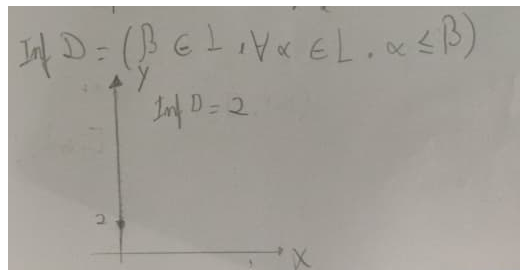 Inf D = (β ∈ L , ∀ α ∈ L . α ≤ β)
y
Inf D = 2
2
X